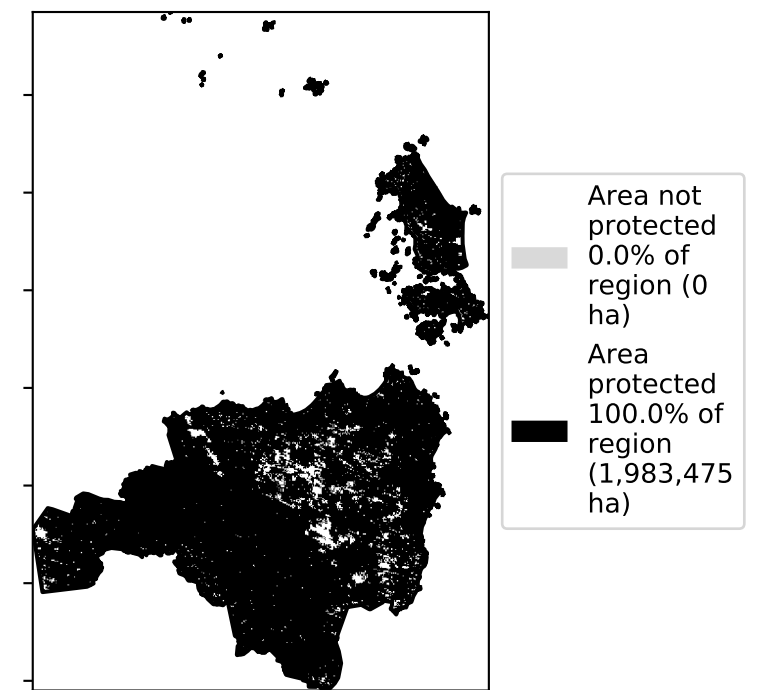 Area not
protected
0.0% of
region (0
ha)
Area
protected
100.0% of
region
(1,983,475
ha)